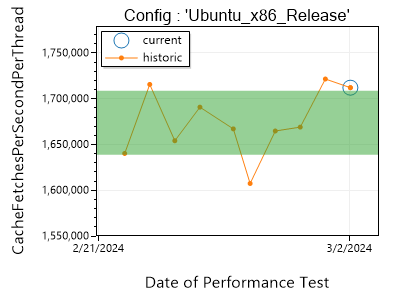 Config : 'Ubuntu_x86_Release'
CacheFetchesPerSecondPerThread
current
historic
1,750,000
1,700,000
1,650,000
1,600,000
1,550,000
2/21/2024
3/2/2024
Date of Performance Test